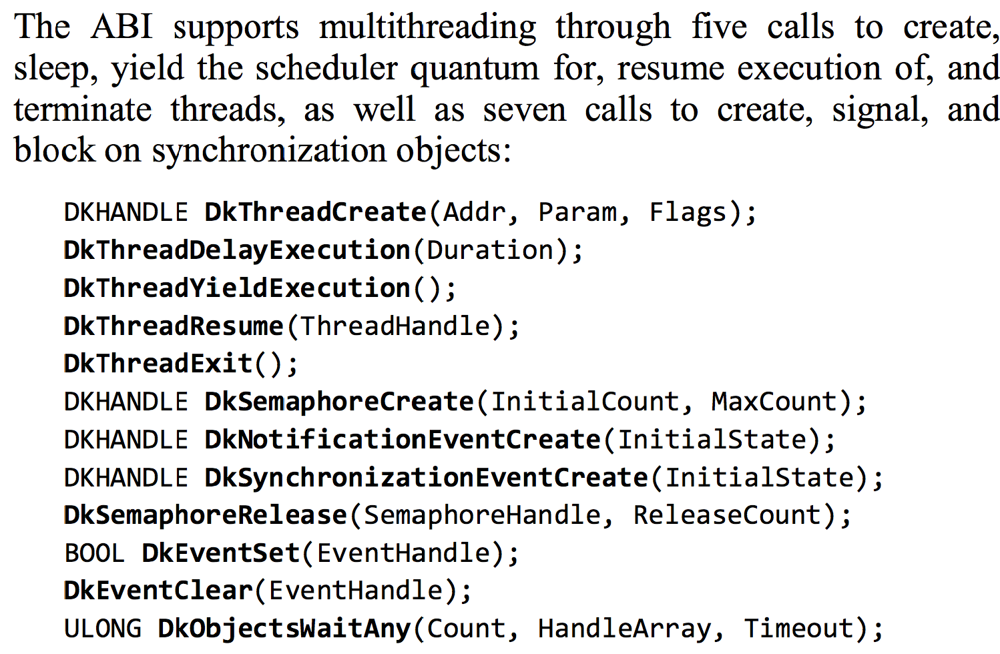 The ABI supports multithreading through five calls to create,
sleep, yield the scheduler quantum for, resume execution of, and
terminate threads, as well as seven calls to create, signal, and
block on synchronization objects:
DKHANDLE DkThreadCreate(Addr, Param, Flags);
DkThreadDelayExecution(Duration);
DkThreadYieldExecution();
DkThreadResume(ThreadHandle);
DkThreadExit();
DKHANDLE DkSemaphoreCreate(InitialCount, MaxCount);
DKHANDLE DkNotificationEventCreate(InitialState);
DKHANDLE DkSynchronizationEventCreate(InitialState);
DkSemaphoreRelease(SemaphoreHandle, ReleaseCount);
BOOL DkEventSet(EventHandle);
DkEventClear(EventHandle);
ULONG DkObjectsWaitAny(Count, HandleArray, Timeout);